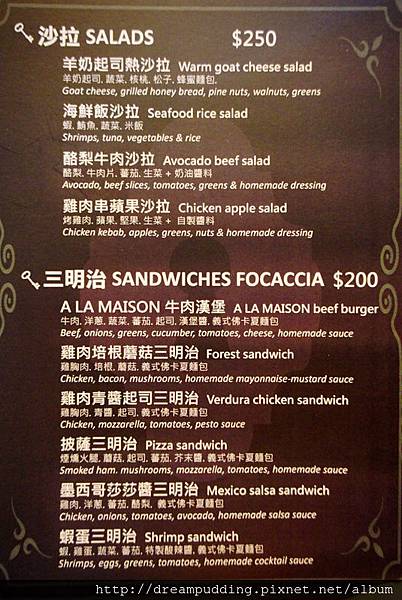 沙拉 SALADS $250
羊奶起司熱沙拉 Warm goat cheese salad
羊奶起司, 蔬菜, 核桃, 松子, 蜂蜜麵包,
Goat cheese, grilled honey bread, pine nuts, walnuts, greens
海鮮飯沙拉 Seafood rice salad
蝦, 鮪魚, 蔬菜, 米飯
Shrimps, tuna, vegetables & rice
酪梨牛肉沙拉 Avocado beef salad
酪梨, 牛肉片, 蕃茄, 生菜 + 奶油醬料
Avocado, beef slices, tomatoes, greens & homemade dressing
雞肉串蘋果沙拉 Chicken apple salad
烤雞肉, 蘋果, 堅果, 生菜 + 自製醬料
Chicken kebab, apples, greens, nuts & homemade dressing
三明治 SANDWICHES FOCACCIA $200
A LA MAISON 牛肉漢堡 A LA MAISON beef burger
牛肉, 洋蔥, 蔬菜, 蕃茄, 起司, 漢堡醬, 義式佛卡夏麵包
Beef, onions, greens, cucumber, tomatoes, cheese, homemade sauce
雞肉培根蘑菇三明治 Forest sandwich
雞胸肉, 培根, 蘑菇, 義式佛卡夏麵包
Chicken, bacon, mushrooms, homemade mayonnaise-mustard sauce
雞肉青醬起司三明治 Verdura chicken sandwich
雞胸肉, 青醬, 起司, 義式佛卡夏麵包
Chicken, mozzarella, tomatoes, pesto sauce
披薩三明治 Pizza sandwich
煙燻火腿, 蘑菇, 起司, 蕃茄, 芥末醬, 義式佛卡夏麵包
Smoked ham. mushrooms, mozzarella, tomatoes, homemade sauce
墨西哥莎莎醬三明治 Mexico salsa sandwich
雞肉, 洋蔥, 蕃茄, 酪梨, 義式佛卡夏麵包
Chicken, onions, tomatoes, avocado, homemade salsa sauce
蝦蛋三明治 Shrimp sandwich
蝦, 雞蛋, 蔬菜, 蕃茄, 特製酸辣醬, 義式佛卡夏麵包
Shrimps, eggs, greens, tomatoes, homemade cocktail sauce
http://dreampudding.pixnet.net/album